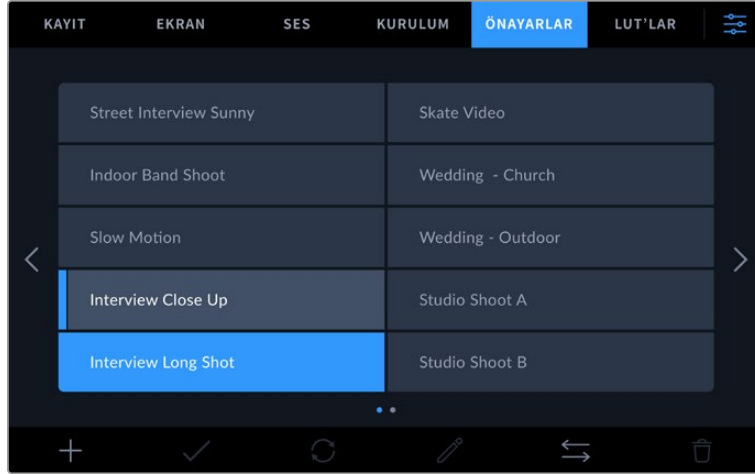 KAYIT EKRAN SES KURULUM ÖNAYARLAR LUT'LAR
Street Interview Sunny Skate Video
Indoor Band Shoot Wedding - Church
Slow Motion Wedding - Outdoor
Interview Close Up Studio Shoot A
Interview Long Shot Studio Shoot B